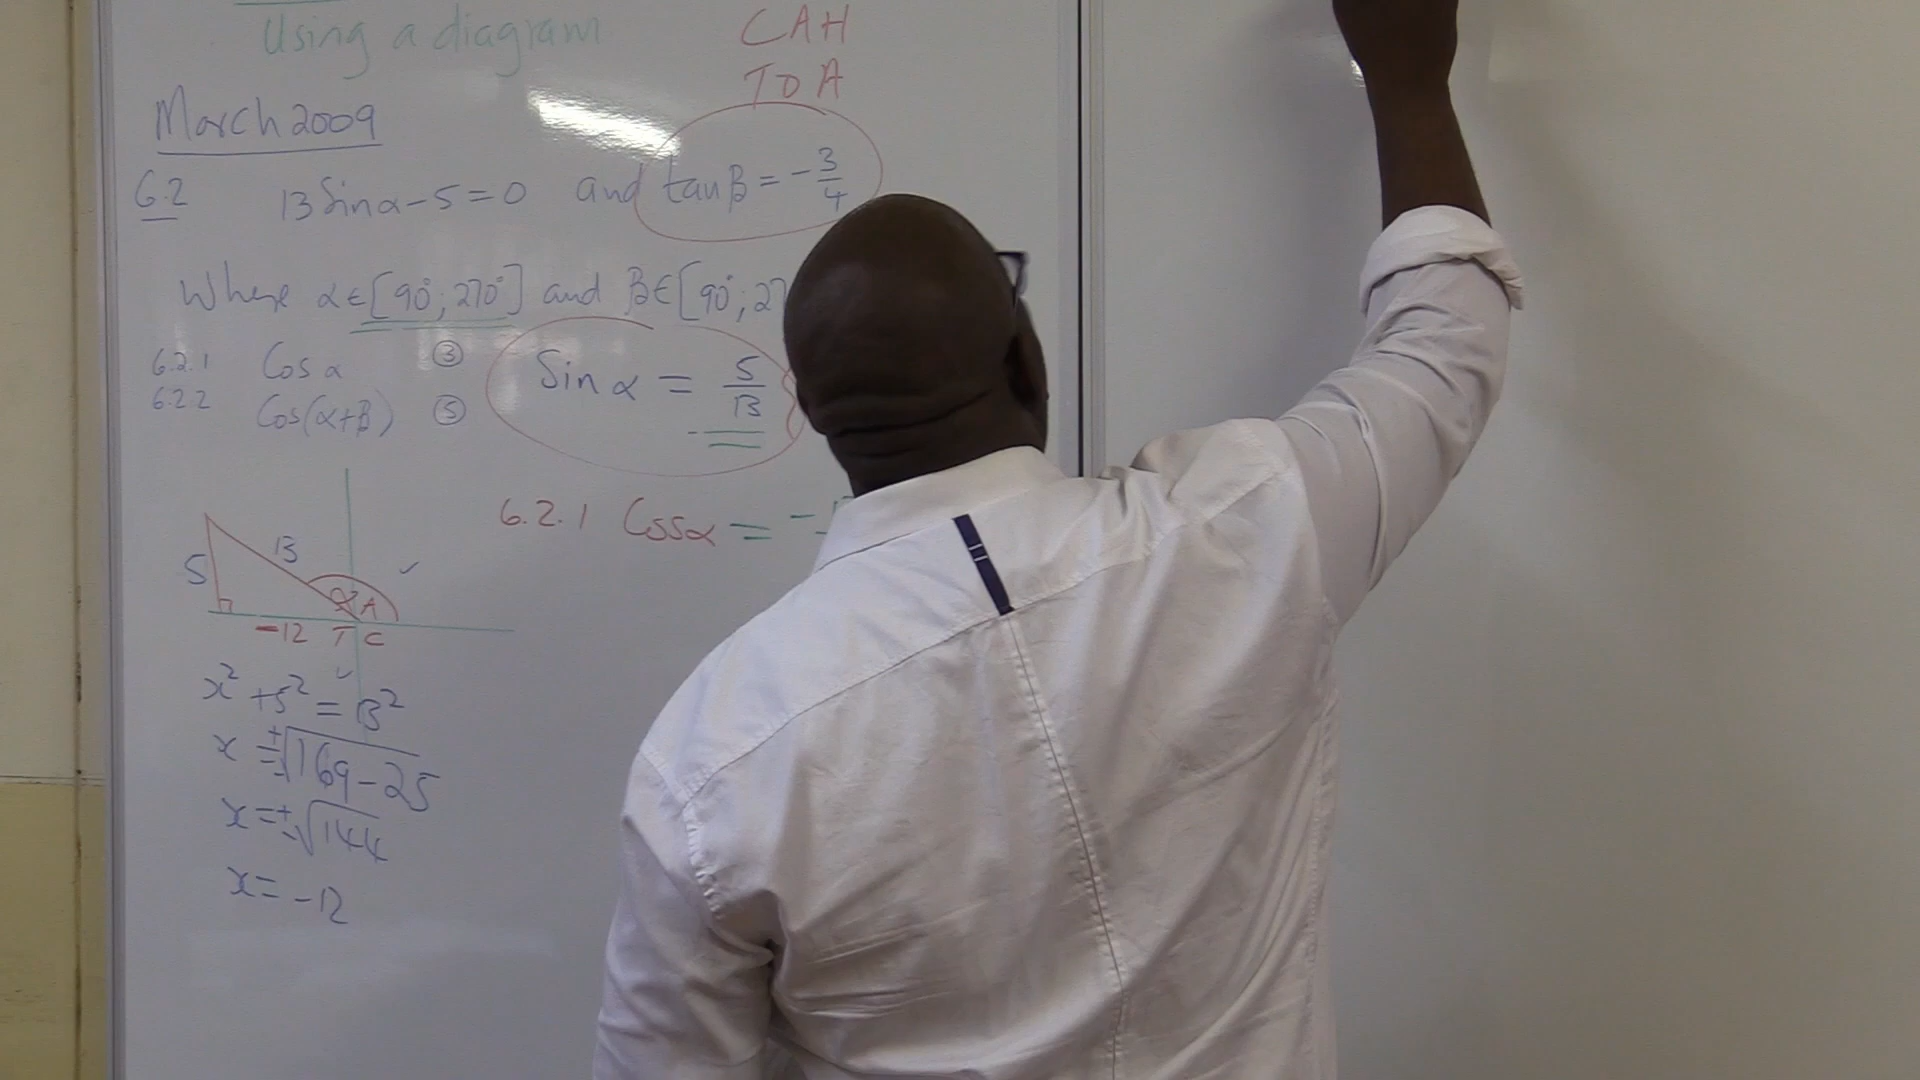 Using a diagram
CAH
TOA
March 2009
6.2 13 Sin α - 5 = 0 and tan β = - 3/4
Where α ∈ [90°; 270°] and β ∈ [90°; 27
6.2.1 Cos α ③
6.2.2 Cos(α+β) ⑤
Sin α = 5/13
6.2.1 Cos α = -
5 13 α A
-12 T C
x² + 5² = 13²
x = ±√169 - 25
x = ±√144
x = -12